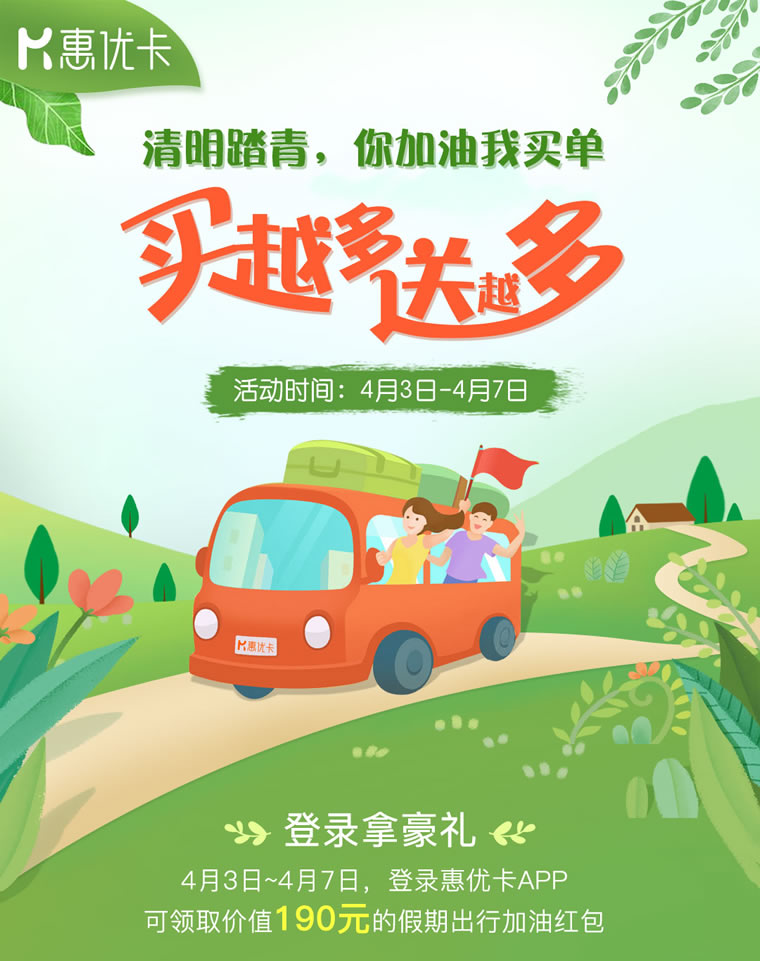 惠优卡
清明踏青，你加油我买单
买越多送越多
活动时间：4月3日-4月7日
惠优卡
登录拿豪礼
4月3日~4月7日，登录惠优卡APP
可领取价值190元的假期出行加油红包